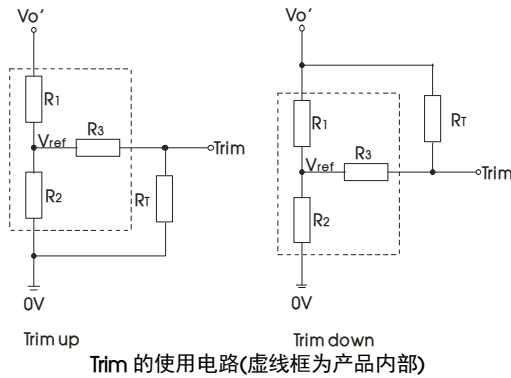 Vo’
R1
Vref
R3
Trim
R2
RT
0V
Trim up
Vo’
R1
RT
Vref
R3
Trim
R2
0V
Trim down
Trim 的使用电路(虚线框为产品内部)